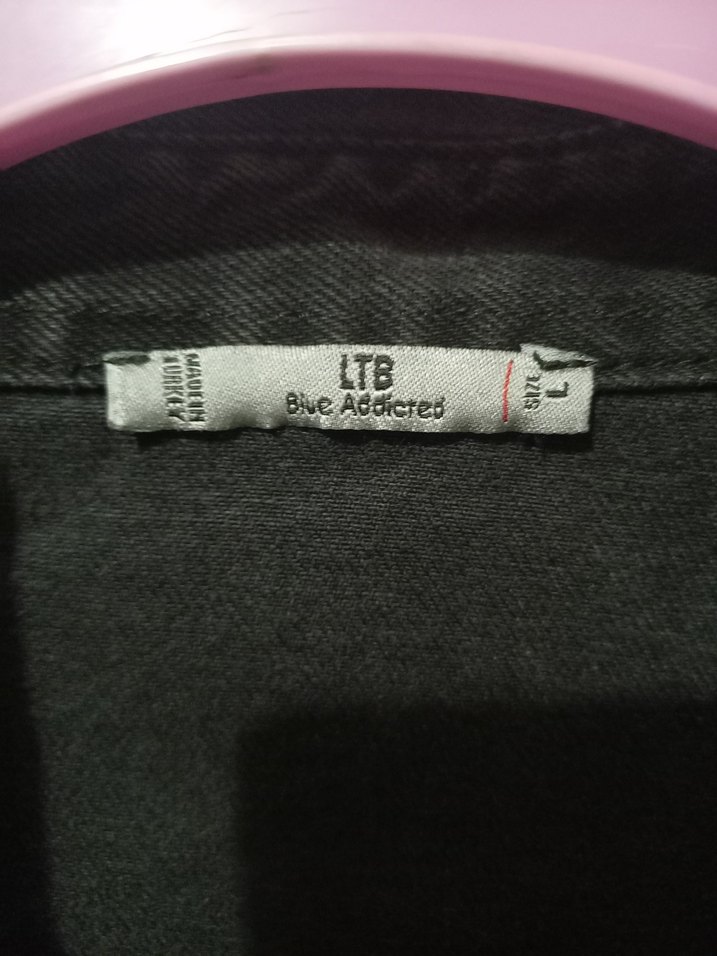 MADE IN
TURKEY
LTB
Blue Addicted
SIZE
L